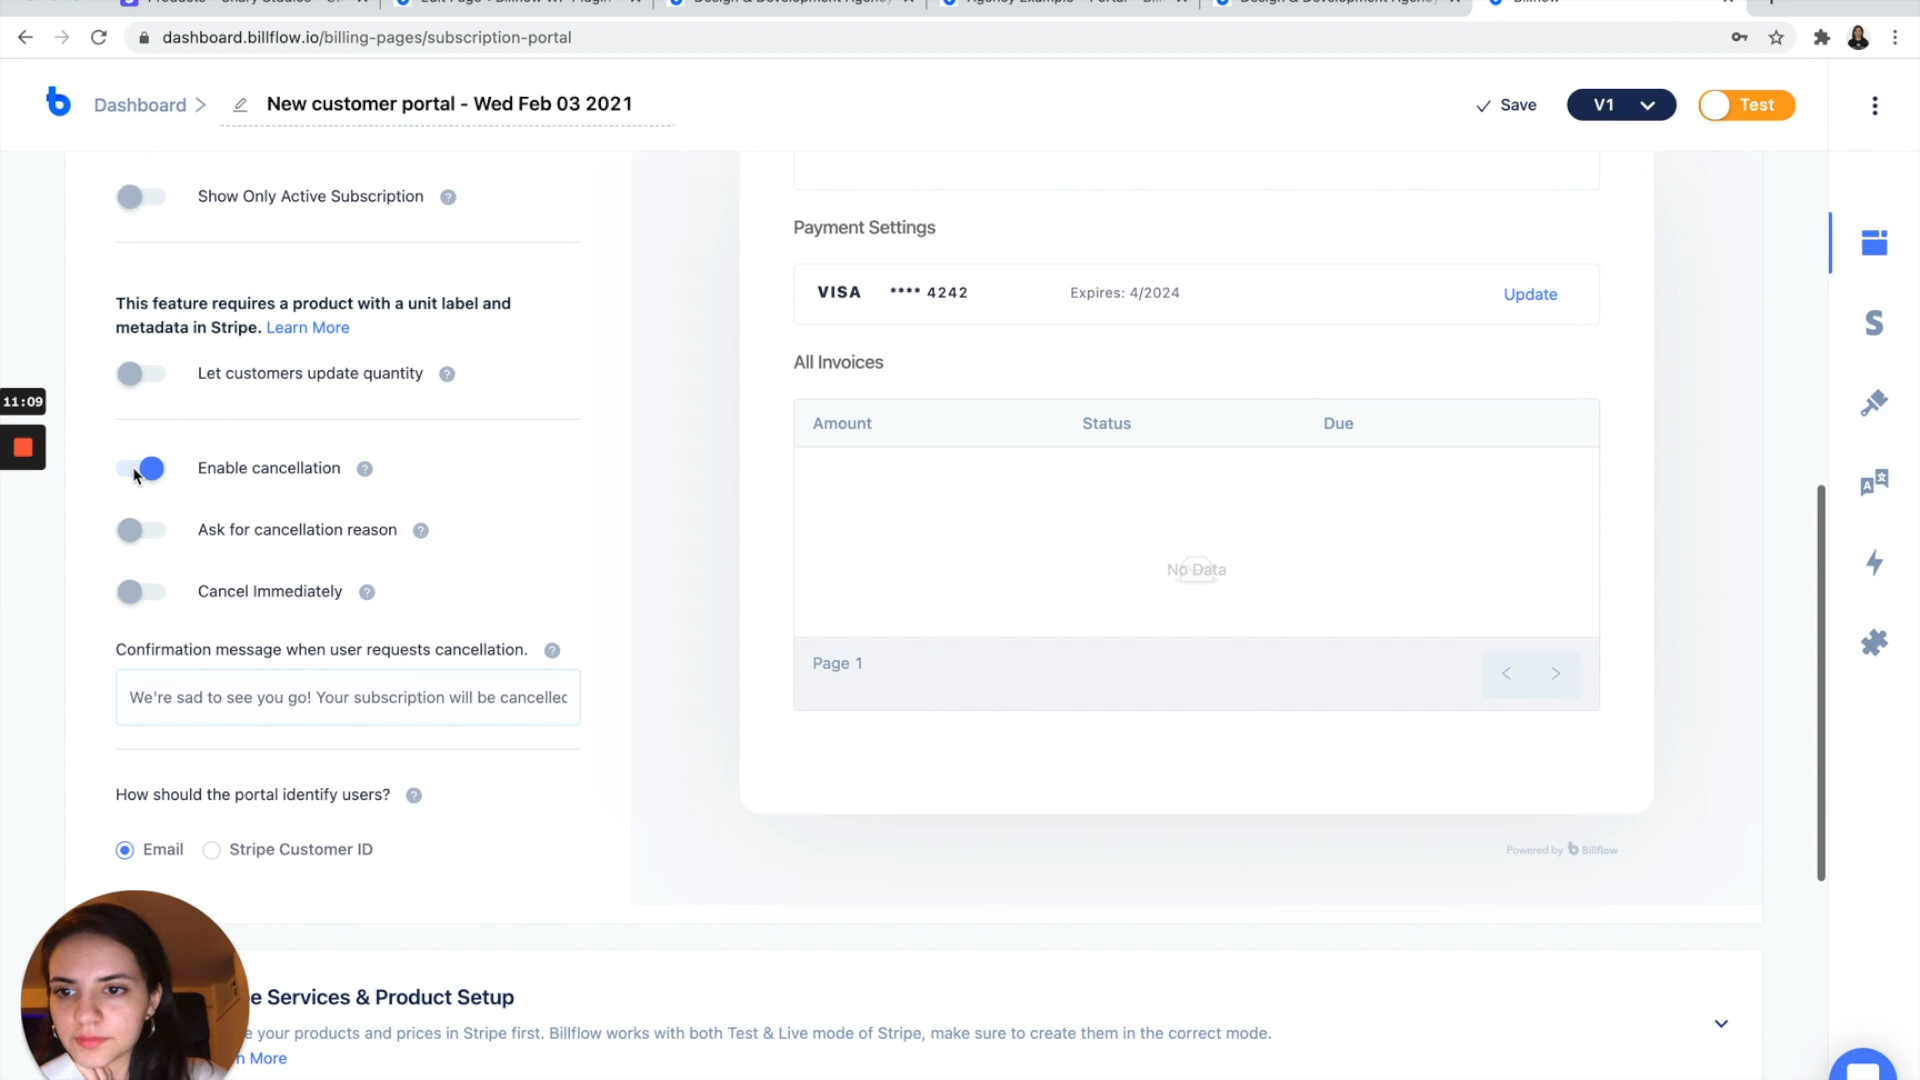 dashboard.billflow.io/billing-pages/subscription-portal
Dashboard >
New customer portal - Wed Feb 03 2021
Save
V1
Test
Show Only Active Subscription
This feature requires a product with a unit label and
metadata in Stripe. Learn More
Let customers update quantity
11:09
Enable cancellation
Ask for cancellation reason
Cancel Immediately
Confirmation message when user requests cancellation.
We're sad to see you go! Your subscription will be cancelled
How should the portal identify users?
Email
Stripe Customer ID
Payment Settings
VISA **** 4242
Expires: 4/2024
Update
All Invoices
Amount
Status
Due
No Data
Page 1
Powered by Billflow
e Services & Product Setup
e your products and prices in Stripe first. Billflow works with both Test & Live mode of Stripe, make sure to create them in the correct mode.
n More